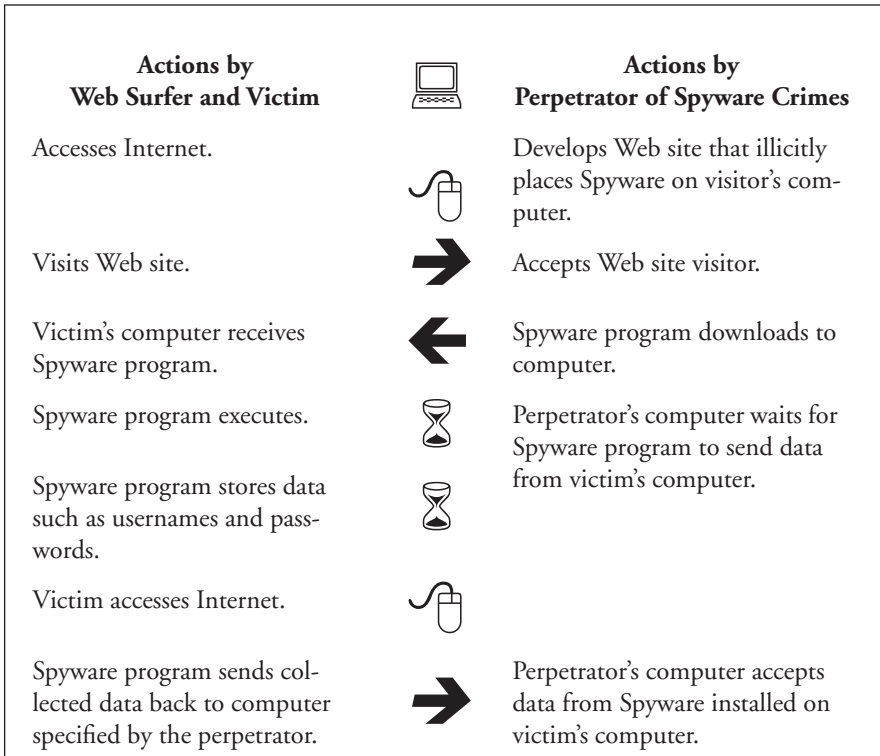 Actions by
Web Surfer and Victim
Actions by
Perpetrator of Spyware Crimes
Accesses Internet.
Develops Web site that illicitly
places Spyware on visitor's com-
puter.
Visits Web site.
Accepts Web site visitor.
Victim's computer receives
Spyware program.
Spyware program downloads to
computer.
Spyware program executes.
Perpetrator's computer waits for
Spyware program to send data
from victim's computer.
Spyware program stores data
such as usernames and pass-
words.
Victim accesses Internet.
Spyware program sends col-
lected data back to computer
specified by the perpetrator.
Perpetrator's computer accepts
data from Spyware installed on
victim's computer.